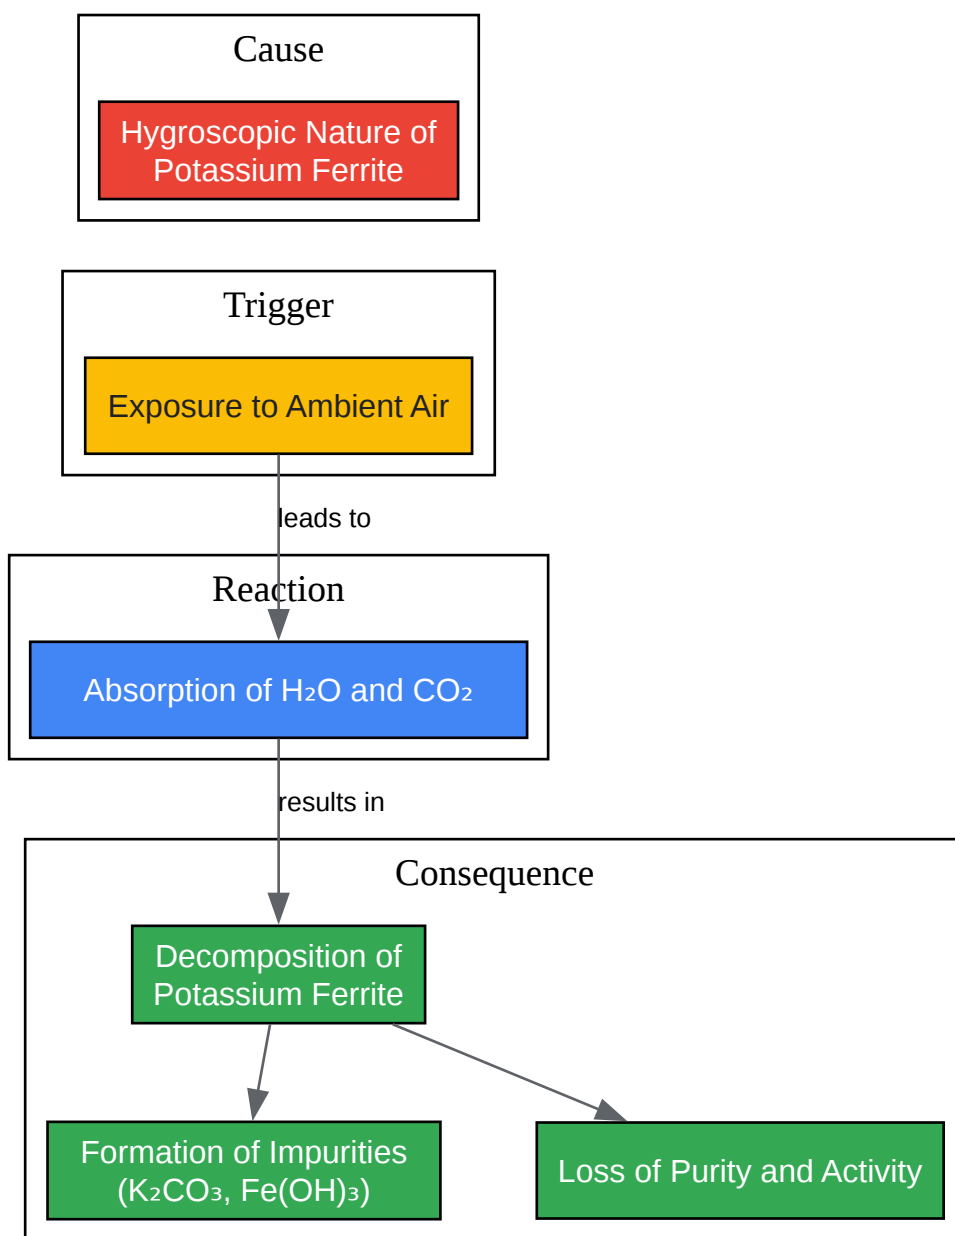 Cause
Hygroscopic Nature of
Potassium Ferrite
Trigger
Exposure to Ambient Air
leads to
Reaction
Absorption of H₂O and CO₂
results in
Consequence
Decomposition of
Potassium Ferrite
Formation of Impurities
(K₂CO₃, Fe(OH)₃)
Loss of Purity and Activity